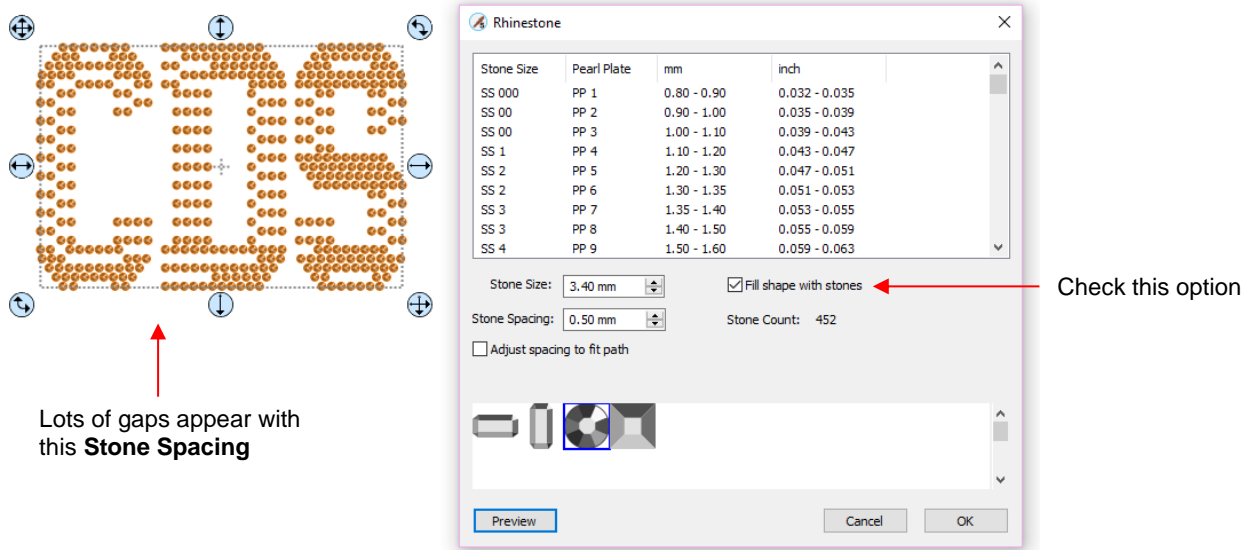 Rhinestone
Stone Size Pearl Plate mm inch
SS 000 PP 1 0.80 - 0.90 0.032 - 0.035
SS 00 PP 2 0.90 - 1.00 0.035 - 0.039
SS 00 PP 3 1.00 - 1.10 0.039 - 0.043
SS 1 PP 4 1.10 - 1.20 0.043 - 0.047
SS 2 PP 5 1.20 - 1.30 0.047 - 0.051
SS 2 PP 6 1.30 - 1.35 0.051 - 0.053
SS 3 PP 7 1.35 - 1.40 0.053 - 0.055
SS 3 PP 8 1.40 - 1.50 0.055 - 0.059
SS 4 PP 9 1.50 - 1.60 0.059 - 0.063
Stone Size: 3.40 mm Fill shape with stones
Check this option
Stone Spacing: 0.50 mm Stone Count: 452
Adjust spacing to fit path
Preview Cancel OK
CDS
Lots of gaps appear with
this Stone Spacing